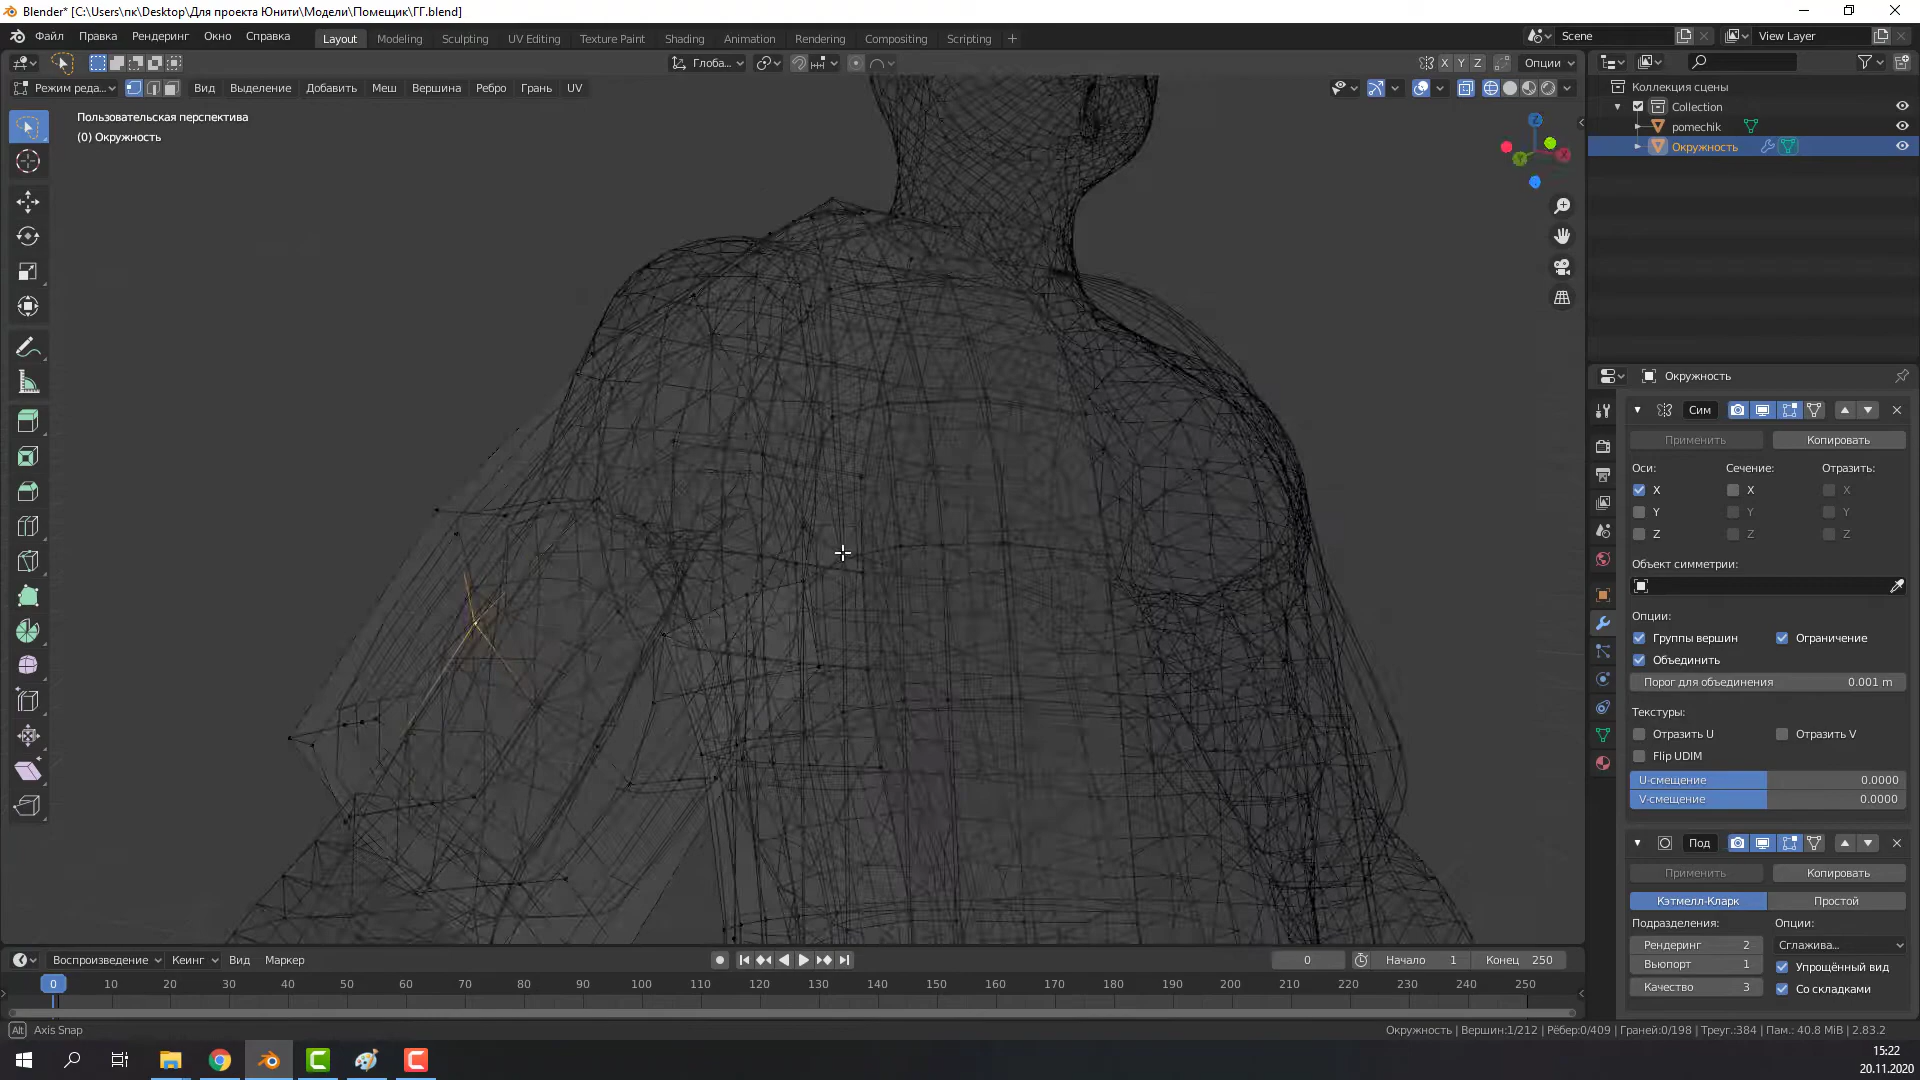 Blender* [C:\Users\пк\Desktop\Для проекта Юнити\Модели\Помещик\ГГ.blend]
Файл Правка Рендеринг Окно Справка Layout Modeling Sculpting UV Editing Texture Paint Shading Animation Rendering Compositing Scripting Scene View Layer
Глоба... X Y Z Опции
Режим реда... Вид Выделение Добавить Меш Вершина Ребро Грань UV
Пользовательская перспектива
(0) Окружность
Коллекция сцены
Collection
pomechik
Окружность
Окружность
Сим
Применить Копировать
Оси: Сечение: Отразить:
X X X
Y Y Y
Z Z Z
Объект симметрии:
Опции:
Группы вершин Ограничение
Объединить
Порог для объединения 0.001 m
Текстуры:
Отразить U Отразить V
Flip UDIM
U-смещение 0.0000
V-смещение 0.0000
Под
Применить Копировать
Кэтмелл-Кларк Простой
Подразделения: Опции:
Рендеринг 2 Сглажива...
Вьюпорт 1 Упрощённый вид
Качество 3 Со складками
Воспроизведение Кеинг Вид Маркер 0 Начало 1 Конец 250
0 10 20 30 40 50 60 70 80 90 100 110 120 130 140 150 160 170 180 190 200 210 220 230 240 250
Alt Axis Snap
Окружность | Вершин:1/212 | Рёбер:0/409 | Граней:0/198 | Треуг.:384 | Пам.: 40.8 MiB | 2.83.2
15:22
20.11.2020